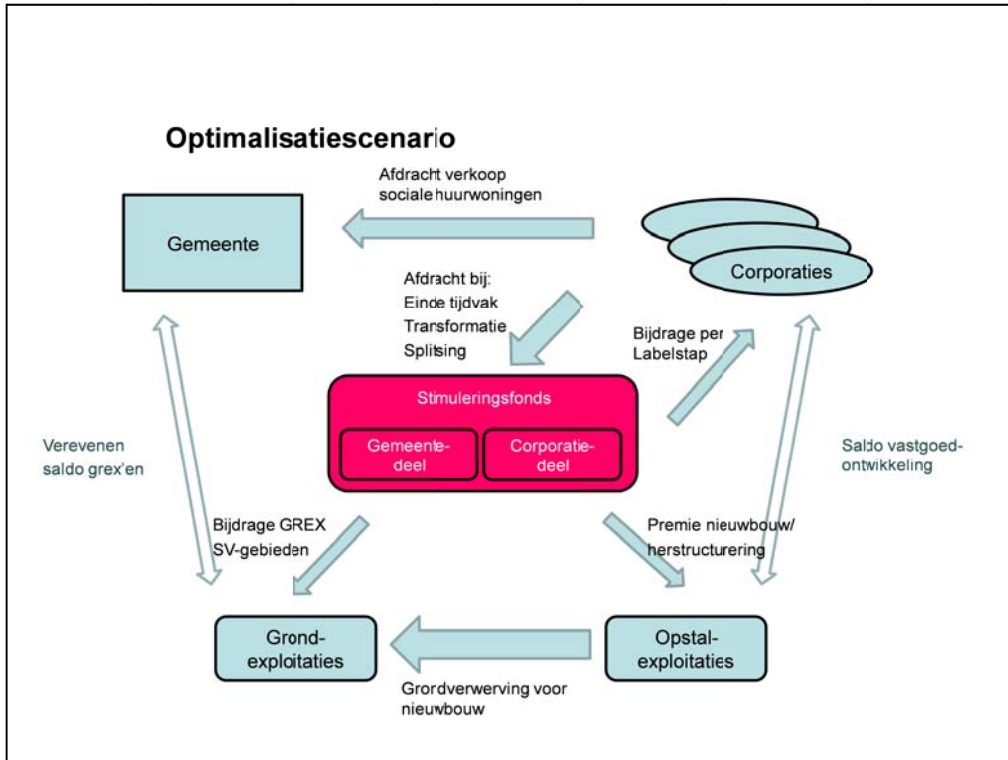 Optimalisatiescenario
Afdracht verkoop
sociale huurwoningen
Gemeente
Corporaties
Afdracht bij:
Einde tijdvak
Transformatie
Splitsing
Bijdrage per
Labelstap
Stimuleringsfonds
Gemeente-
deel
Corporatie-
deel
Verevenen
saldo grex'en
Saldo vastgoed-
ontwikkeling
Bijdrage GREX
SV-gebieden
Premie nieuwbouw/
herstructurering
Grond-
exploitaties
Opstal-
exploitaties
Grordverwerving voor
nieuwbouw